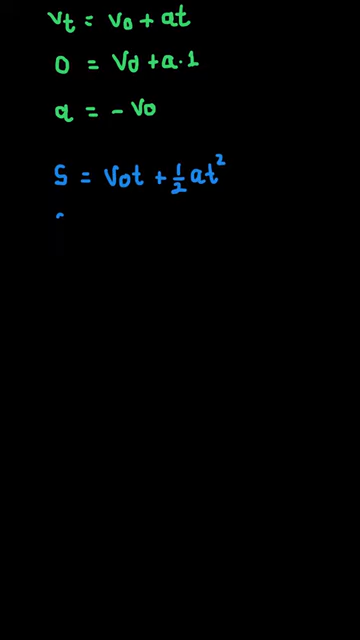 Vt = V0 + at
0 = V0 + a · 1
a = - V0
S = V0t + 1/2 at²